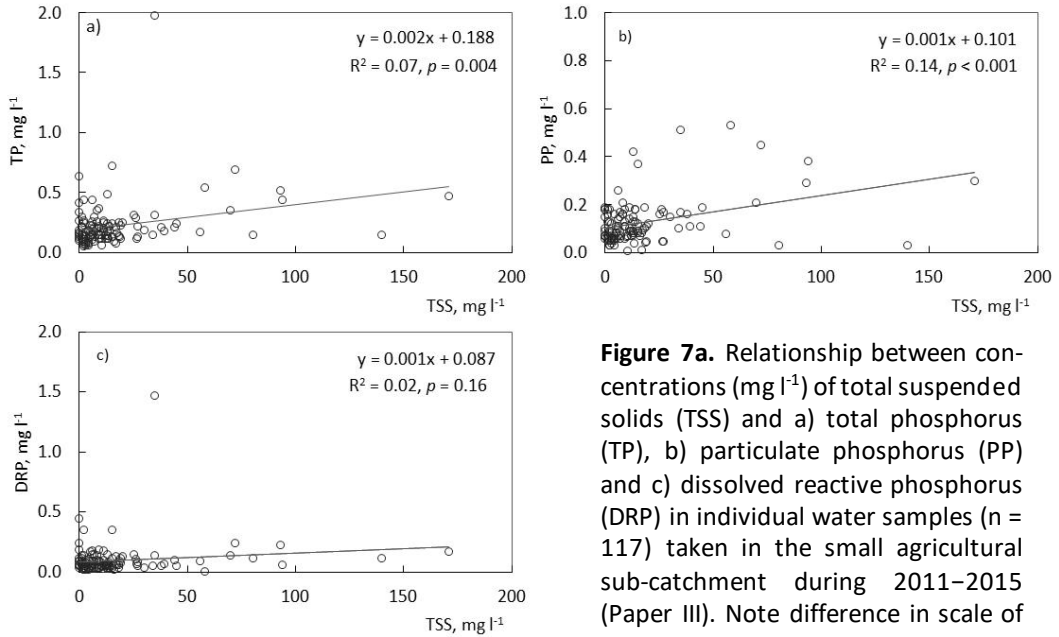 2.0
a)
y = 0.002x + 0.188
R² = 0.07, p = 0.004
1.5
TP, mg l⁻¹
1.0
0.5
0.0
0 50 100 150 200
TSS, mg l⁻¹
1.0
b)
y = 0.001x + 0.101
R² = 0.14, p < 0.001
0.8
0.6
PP, mg l⁻¹
0.4
0.2
0.0
0 50 100 150 200
TSS, mg l⁻¹
2.0
c)
y = 0.001x + 0.087
R² = 0.02, p = 0.16
1.5
DRP, mg l⁻¹
1.0
0.5
0.0
0 50 100 150 200
TSS, mg l⁻¹
Figure 7a. Relationship between con-
centrations (mg l⁻¹) of total suspended
solids (TSS) and a) total phosphorus
(TP), b) particulate phosphorus (PP)
and c) dissolved reactive phosphorus
(DRP) in individual water samples (n =
117) taken in the small agricultural
sub-catchment during 2011−2015
(Paper III). Note difference in scale of